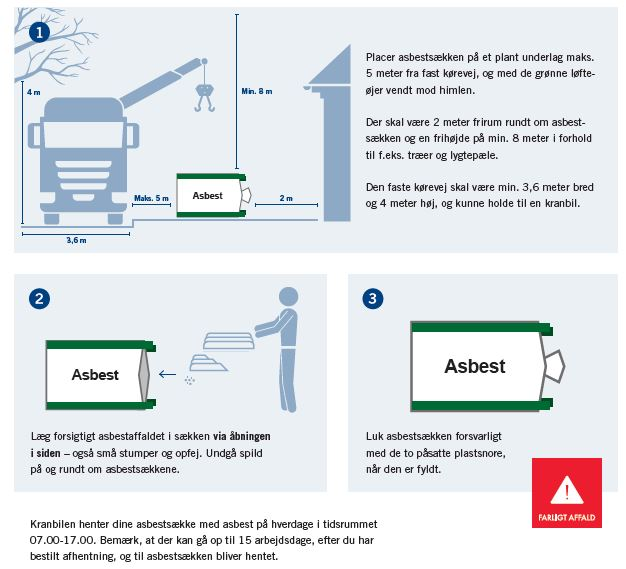 1
4 m
Min. 8 m
Asbest
Maks. 5 m
2 m
3,6 m
Placer asbestsækken på et plant underlag maks.
5 meter fra fast kørevej, og med de grønne løfte-
øjer vendt mod himlen.
Der skal være 2 meter frirum rundt om asbest-
sækken og en frihøjde på min. 8 meter i forhold
til f.eks. træer og lygtepæle.
Den faste kørevej skal være min. 3,6 meter bred
og 4 meter høj, og kunne holde til en kranbil.
2
Asbest
Læg forsigtigt asbestaffaldet i sækken via åbningen
i siden – også små stumper og opfej. Undgå spild
på og rundt om asbestsækkene.
3
Asbest
Luk asbestsækken forsvarligt
med de to påsatte plastsnore,
når den er fyldt.
FARLIGT AFFALD
Kranbilen henter dine asbestsække med asbest på hverdage i tidsrummet
07.00-17.00. Bemærk, at der kan gå op til 15 arbejdsdage, efter du har
bestilt afhentning, og til asbestsækken bliver hentet.